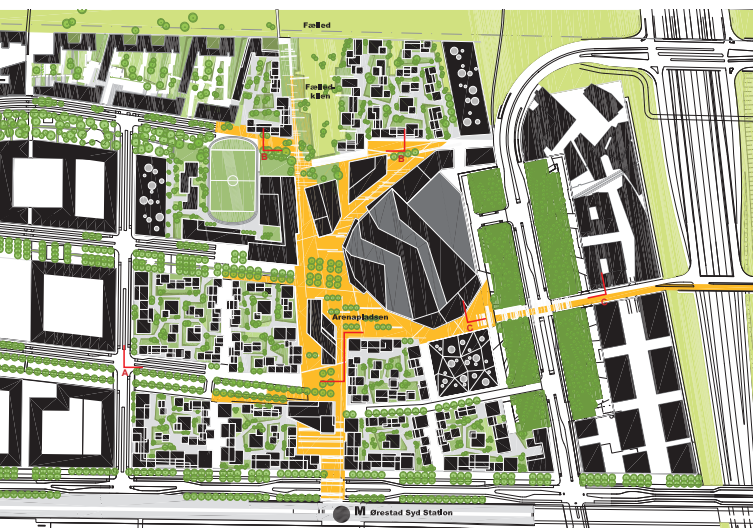 Fælled
Fælled-
kilen
B
B
Arenapladsen
C
C
A
M Ørestad Syd Station